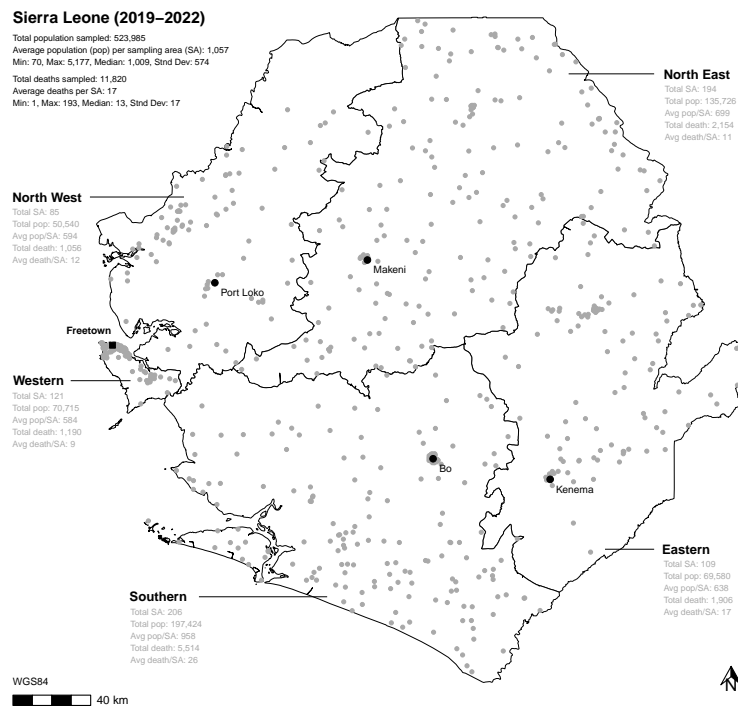 Sierra Leone (2019–2022)
Total population sampled: 523,985
Average population (pop) per sampling area (SA): 1,057
Min: 70, Max: 5,177, Median: 1,009, Stnd Dev: 574
Total deaths sampled: 11,820
Average deaths per SA: 17
Min: 1, Max: 193, Median: 13, Stnd Dev: 17
North East
Total SA: 194
Total pop: 135,726
Avg pop/SA: 699
Total death: 2,154
Avg death/SA: 11
North West
Total SA: 85
Total pop: 50,540
Avg pop/SA: 594
Total death: 1,056
Avg death/SA: 12
Makeni
Port Loko
Freetown
Western
Total SA: 121
Total pop: 70,715
Avg pop/SA: 584
Total death: 1,190
Avg death/SA: 9
Bo
Kenema
Eastern
Total SA: 109
Total pop: 69,580
Avg pop/SA: 638
Total death: 1,906
Avg death/SA: 17
Southern
Total SA: 206
Total pop: 197,424
Avg pop/SA: 958
Total death: 5,514
Avg death/SA: 26
WGS84
40 km
N